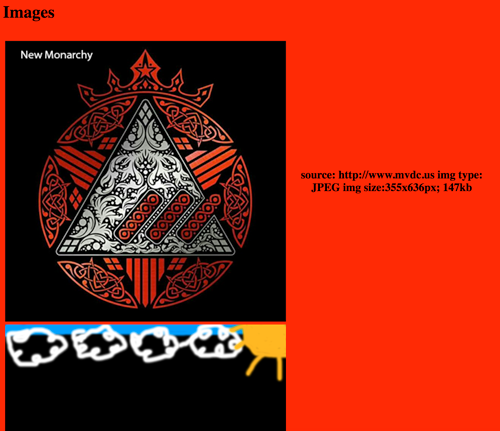 Images
New Monarchy
source: http://www.mvdc.us img type:
JPEG img size:355x636px; 147kb